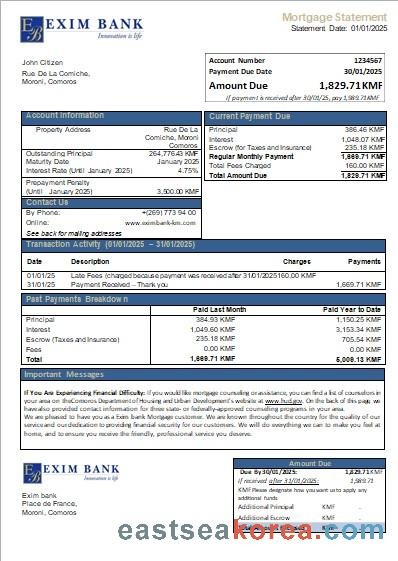 EXIM BANK
Innovation is life
Mortgage Statement
Statement Date: 01/01/2025
John Citizen
Rue De La Corniche,
Moroni, Comoros
Account Number 1234567
Payment Due Date 30/01/2025
Amount Due 1,829.71KMF
If payment is received after 30/01/25, pay 1,989.71KMF
Account Information
Property Address Rue De La
Corniche, Moroni
Comoros
Outstanding Principal 264,776.43 KMF
Maturity Date January 2025
Interest Rate (Until January 2025) 4.75%
Prepayment Penalty
(Until January 2025) 3,500.00 KMF
Contact Us
By Phone: +(269) 773 94 00
Online: www.eximbank-km.com
See back for mailing addresses
Current Payment Due
Principal 386.46 KMF
Interest 1,048.07 KMF
Escrow (for Taxes and Insurance) 235.18 KMF
Regular Monthly Payment 1,669.71 KMF
Total Fees Charged 160.00 KMF
Total Amount Due 1,829.71 KMF
Transaction Activity (01/01/2025 – 31/01/2025)
Date Description Charges Payments
01/01/25 Late Fees (charged because payment was received after 31/01/2025160.00 KMF
31/01/25 Payment Received – Thank you 1,669.71 KMF
Past Payments Breakdown
Paid Last Month Paid Year to Date
Principal 384.93 KMF 1,150.25 KMF
Interest 1,049.60 KMF 3,153.34 KMF
Escrow (Taxes and Insurance) 235.18 KMF 705.54 KMF
Fees 0.00 KMF 0.00 KMF
Total 1,669.71 KMF 5,009.13 KMF
Important Messages
If You Are Experiencing Financial Difficulty: If you would like mortgage counseling or assistance, you can find a list of counselors in
your area on theComoros Department of Housing and Urban Development's website at www.hud.gov. On the back of this page, we
havealso provided contact information for three state- or federally-approved counselling programs in your area.
We are pleased to have you as a Exim bank Mortgage customer. We are known throughout the country for the quality of our
service and ourdedication to providing financial security for our customers. We will do everything we can to make you feel at
home, and to ensure you receive the friendly, professional service you deserve.
EXIM BANK
Innovation is life
Exim bank
Place de France,
Moroni, Comoros
Amount Due
Due By 30/01/2025: 1,829.71KMF
If received after 31/01/2025: 1,989.71
KMF Please designate how you want us to apply any
additional funds
Additional Principal KMF
Additional Escrow KMF
KMF
eastseakorea.com